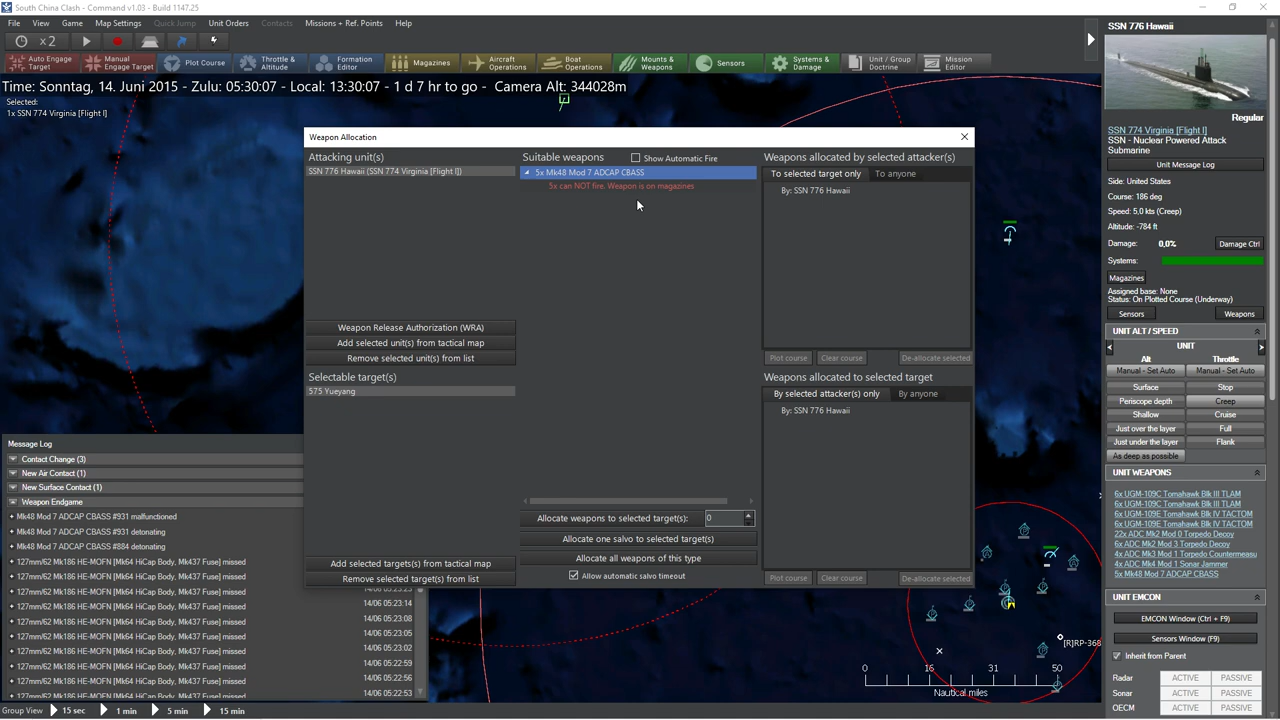 South China Clash - Command v1.03 - Build 1147.25
File View Game Map Settings Quick Jump Unit Orders Contacts Missions + Ref. Points Help
x 2
Auto Engage Target
Manual Engage Target
Plot Course
Throttle & Altitude
Formation Editor
Magazines
Aircraft Operations
Boat Operations
Mounts & Weapons
Sensors
Systems & Damage
Unit / Group Doctrine
Mission Editor
Time: Sonntag, 14. Juni 2015 - Zulu: 05:30:07 - Local: 13:30:07 - 1 d 7 hr to go - Camera Alt: 344028m
Selected:
1x SSN 774 Virginia [Flight I]
Weapon Allocation
Attacking unit(s)
SSN 776 Hawaii (SSN 774 Virginia [Flight I])
Weapon Release Authorization (WRA)
Add selected unit(s) from tactical map
Remove selected unit(s) from list
Selectable target(s)
575 Yueyang
Add selected targets(s) from tactical map
Remove selected target(s) from list
Suitable weapons
Show Automatic Fire
5x Mk48 Mod 7 ADCAP CBASS
5x can NOT fire. Weapon is on magazines
Allocate weapons to selected target(s): 0
Allocate one salvo to selected target(s)
Allocate all weapons of this type
Allow automatic salvo timeout
Weapons allocated by selected attacker(s)
To selected target only To anyone
By: SSN 776 Hawaii
Plot course Clear course De-allocate selected
Weapons allocated to selected target
By selected attacker(s) only By anyone
By: SSN 776 Hawaii
Plot course Clear course De-allocate selected
Message Log
Contact Change (3)
New Air Contact (1)
New Surface Contact (1)
Weapon Endgame
Mk48 Mod 7 ADCAP CBASS #931 malfunctioned
Mk48 Mod 7 ADCAP CBASS #931 detonating
Mk48 Mod 7 ADCAP CBASS #884 detonating
127mm/62 Mk186 HE-MOFN [Mk64 HiCap Body, Mk437 Fuse] missed
127mm/62 Mk186 HE-MOFN [Mk64 HiCap Body, Mk437 Fuse] missed
127mm/62 Mk186 HE-MOFN [Mk64 HiCap Body, Mk437 Fuse] missed 14/06 05:23:23
127mm/62 Mk186 HE-MOFN [Mk64 HiCap Body, Mk437 Fuse] missed 14/06 05:23:14
127mm/62 Mk186 HE-MOFN [Mk64 HiCap Body, Mk437 Fuse] missed 14/06 05:23:08
127mm/62 Mk186 HE-MOFN [Mk64 HiCap Body, Mk437 Fuse] missed 14/06 05:23:05
127mm/62 Mk186 HE-MOFN [Mk64 HiCap Body, Mk437 Fuse] missed 14/06 05:23:02
127mm/62 Mk186 HE-MOFN [Mk64 HiCap Body, Mk437 Fuse] missed 14/06 05:22:59
127mm/62 Mk186 HE-MOFN [Mk64 HiCap Body, Mk437 Fuse] missed 14/06 05:22:56
127mm/62 Mk186 HE-MOFN [Mk64 HiCap Body, Mk437 Fuse] missed 14/06 05:22:53
Group View 15 sec 1 min 5 min 15 min
[R]RP-368
0 16 31 50
Nautical miles
SSN 776 Hawaii
Regular
SSN 774 Virginia [Flight I]
SSN - Nuclear Powered Attack
Submarine
Unit Message Log
Side: United States
Course: 186 deg
Speed: 5,0 kts (Creep)
Altitude: -784 ft
Damage: 0,0% Damage Ctrl
Systems:
Magazines
Assigned base: None
Status: On Plotted Course (Underway)
Sensors Weapons
UNIT ALT / SPEED
UNIT
Alt Throttle
Manual - Set Auto Manual - Set Auto
Surface Stop
Periscope depth Creep
Shallow Cruise
Just over the layer Full
Just under the layer Flank
As deep as possible
UNIT WEAPONS
6x UGM-109C Tomahawk Blk III TLAM
6x UGM-109C Tomahawk Blk III TLAM
6x UGM-109E Tomahawk Blk IV TACTOM
6x UGM-109E Tomahawk Blk IV TACTOM
22x ADC Mk2 Mod 0 Torpedo Decoy
6x ADC Mk2 Mod 3 Torpedo Decoy
4x ADC Mk3 Mod 1 Torpedo Countermeasu
4x ADC Mk4 Mod 1 Sonar Jammer
5x Mk48 Mod 7 ADCAP CBASS
UNIT EMCON
EMCON Window (Ctrl + F9)
Sensors Window (F9)
Inherit from Parent
Radar ACTIVE PASSIVE
Sonar ACTIVE PASSIVE
OECM ACTIVE PASSIVE